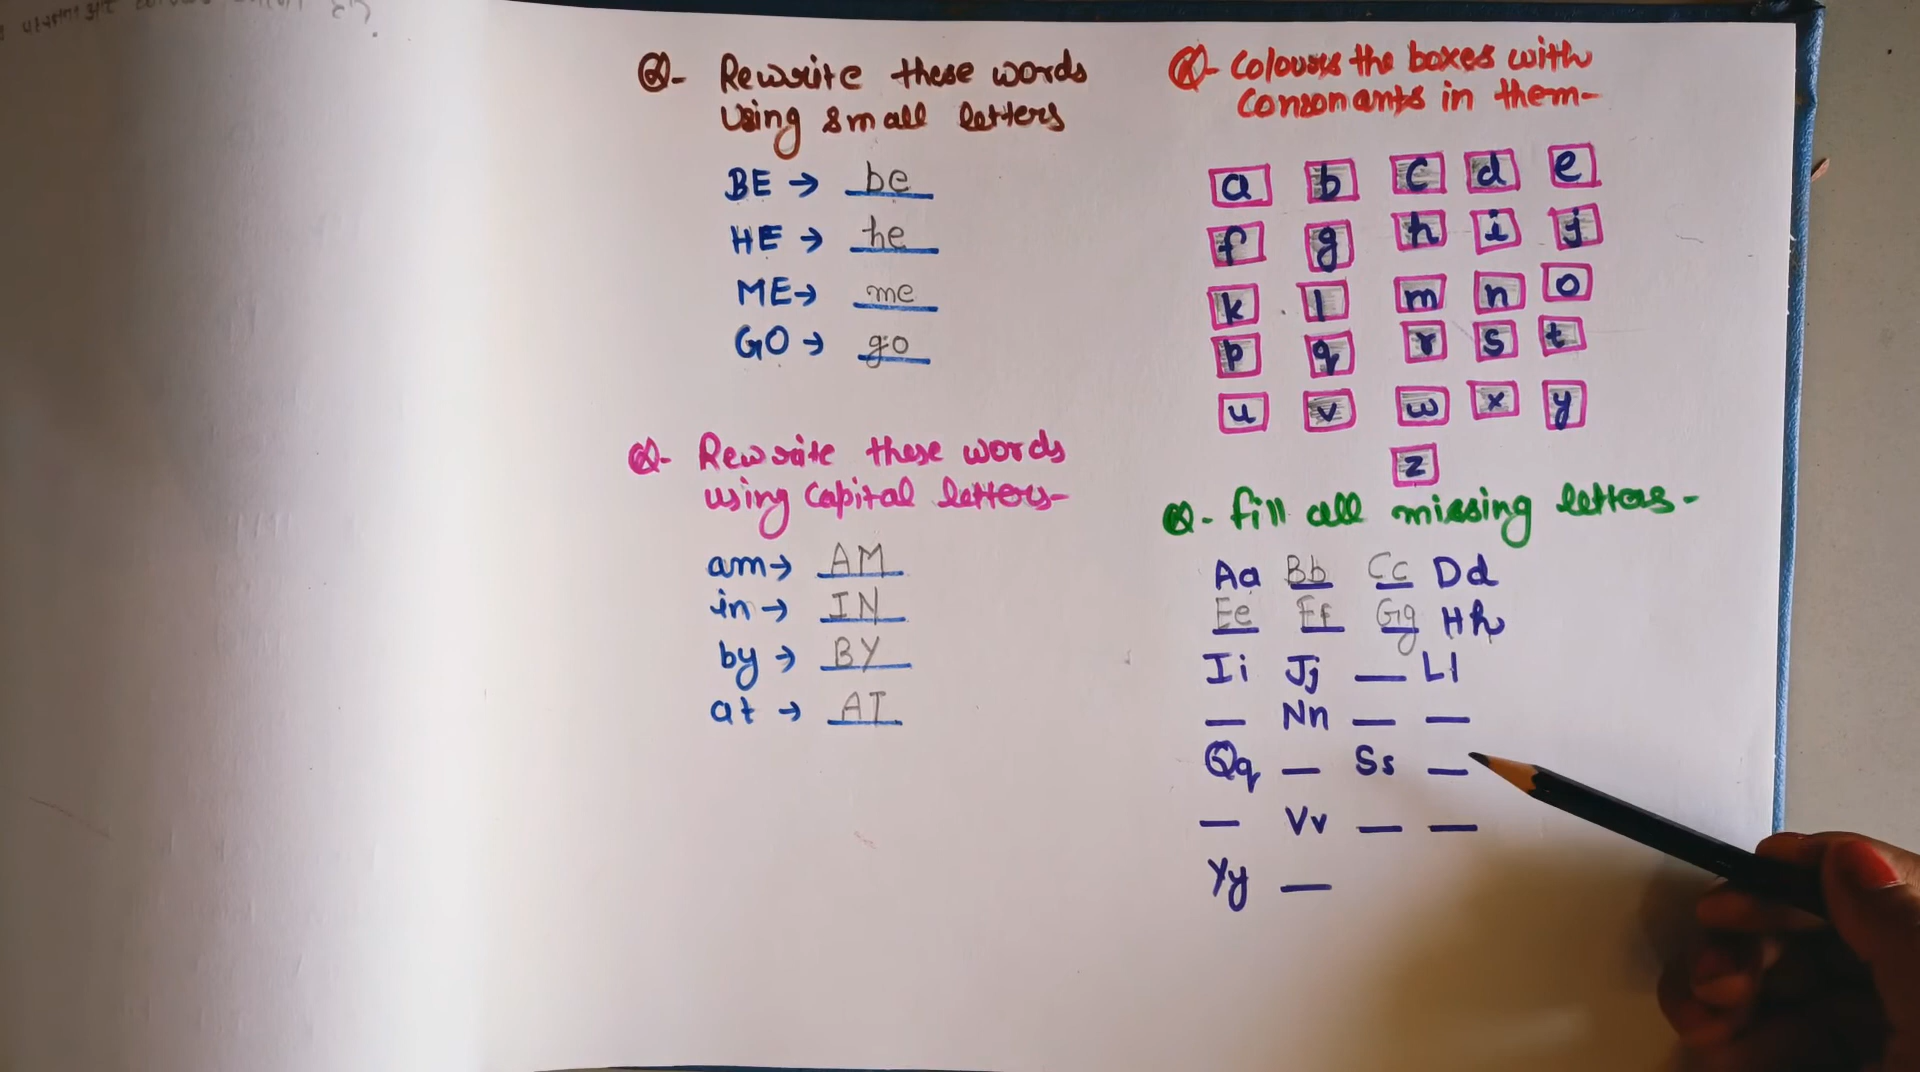 Q- Rewrite these words
Using small letters
BE → be
HE → he
ME → me
GO → go
Q- Rewrite these words
using Capital letters-
am → AM
in → IN
by → BY
at → AT
Q- Colours the boxes with
Consonants in them-
a b c d e
f g h i j
k l m n o
p q r s t
u v w x y
z
Q- fill all missing letters-
Aa Bb Cc Dd
Ee Ff Gg Hh
Ii Jj __ Ll
__ Nn __ __
Qq __ Ss __
__ Vv __ __
Yy __